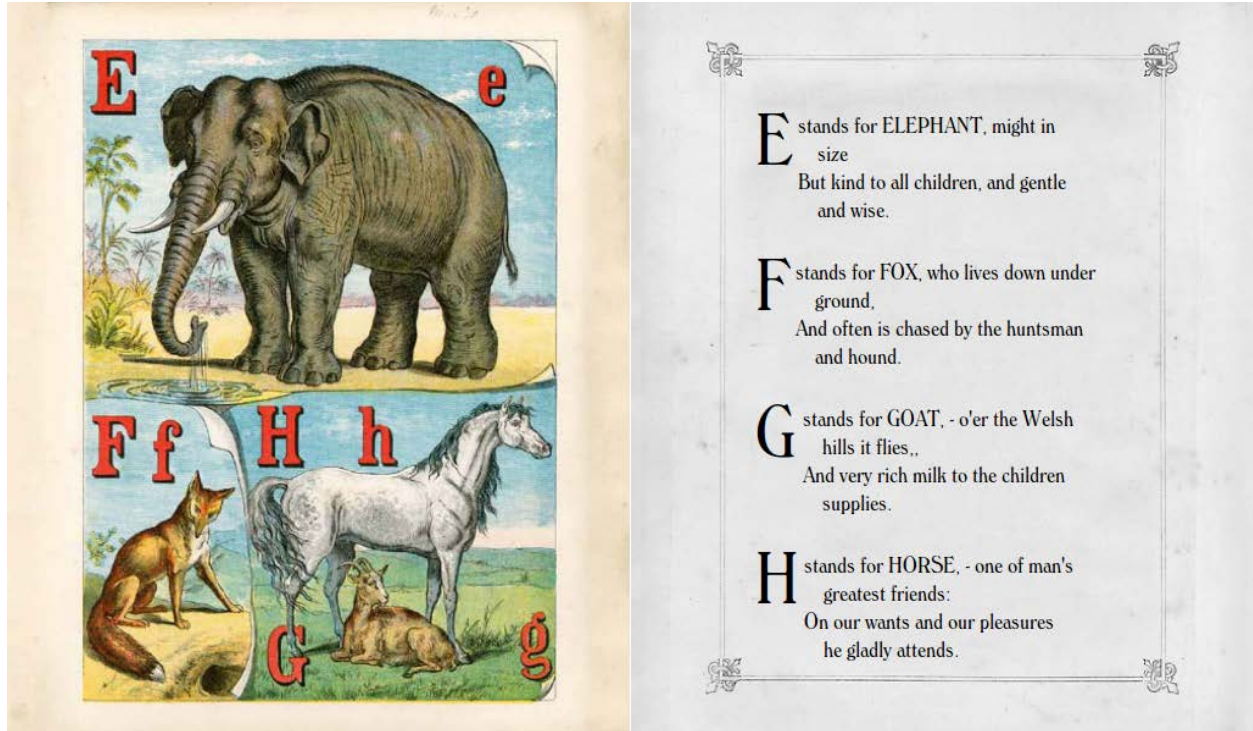 E e
F f
H h
G g
E stands for ELEPHANT, might in
size
But kind to all children, and gentle
and wise.
F stands for FOX, who lives down under
ground,
And often is chased by the huntsman
and hound.
G stands for GOAT, - o'er the Welsh
hills it flies,,
And very rich milk to the children
supplies.
H stands for HORSE, - one of man's
greatest friends:
On our wants and our pleasures
he gladly attends.